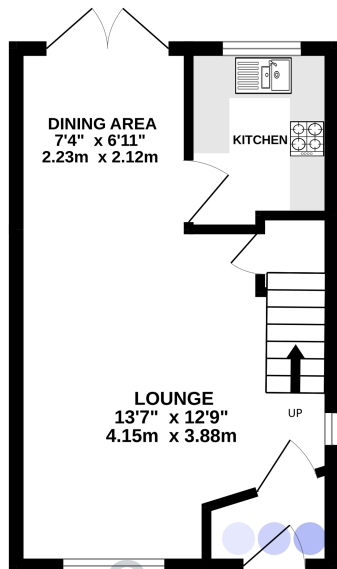 DINING AREA
7'4" x 6'11"
2.23m x 2.12m
KITCHEN
LOUNGE
13'7" x 12'9"
4.15m x 3.88m
UP